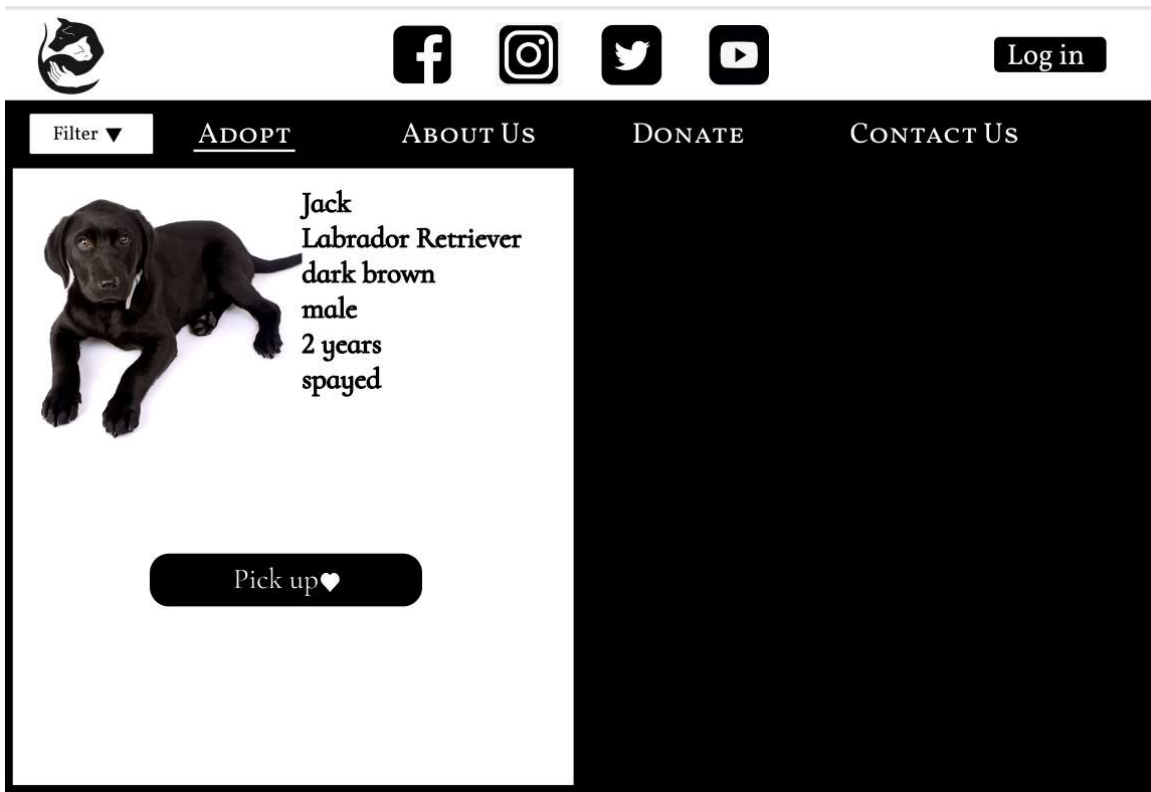 Log in
Filter ▼
ADOPT
ABOUT US
DONATE
CONTACT US
Jack
Labrador Retriever
dark brown
male
2 years
spayed
Pick up♥